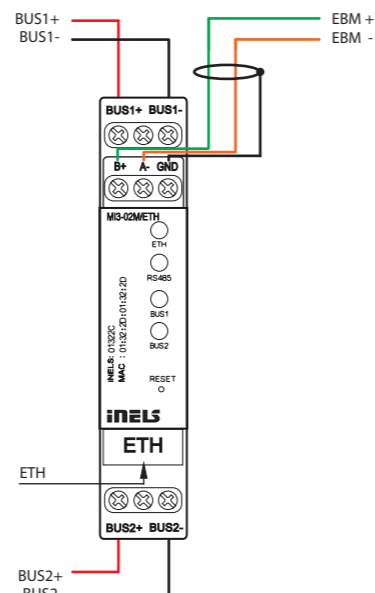 BUS1+
BUS1-
EBM +
EBM -
BUS1+ BUS1-
B+ A- GND
MI3-02M/ETH
ETH
RS485
BUS1
BUS2
iNELS: 01322C
MAC : 01:32:2D:01:32:2D
RESET
iNELS
ETH
ETH
BUS2+ BUS2-
BUS2+
BUS2-